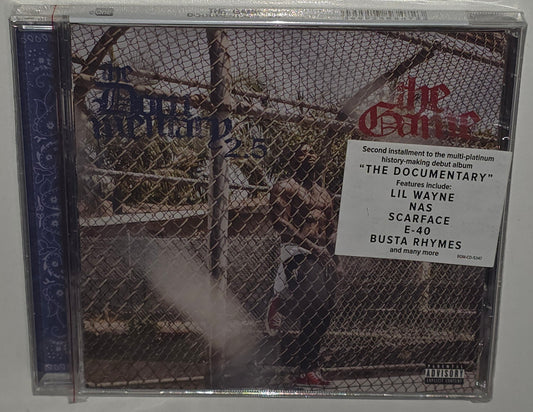 the
Documentary
2.5
the
Game
Second installment to the multi-platinum
history-making debut album
"THE DOCUMENTARY"
Features include:
LIL WAYNE
NAS
SCARFACE
E-40
BUSTA RHYMES
and many more
PARENTAL
ADVISORY
EXPLICIT CONTENT